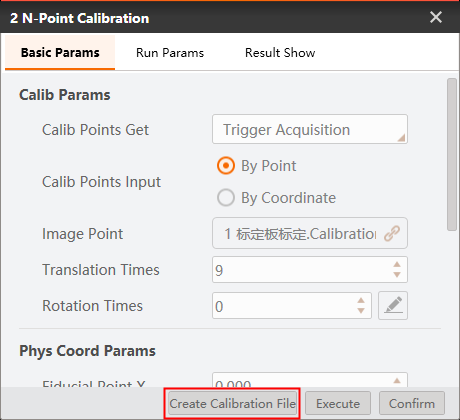 2 N-Point Calibration
Basic Params Run Params Result Show
Calib Params
Calib Points Get Trigger Acquisition
Calib Points Input By Point
By Coordinate
Image Point 1 标定板标定.Calibration
Translation Times 9
Rotation Times 0
Phys Coord Params
Fiducial Point X 0.000
Create Calibration File Execute Confirm